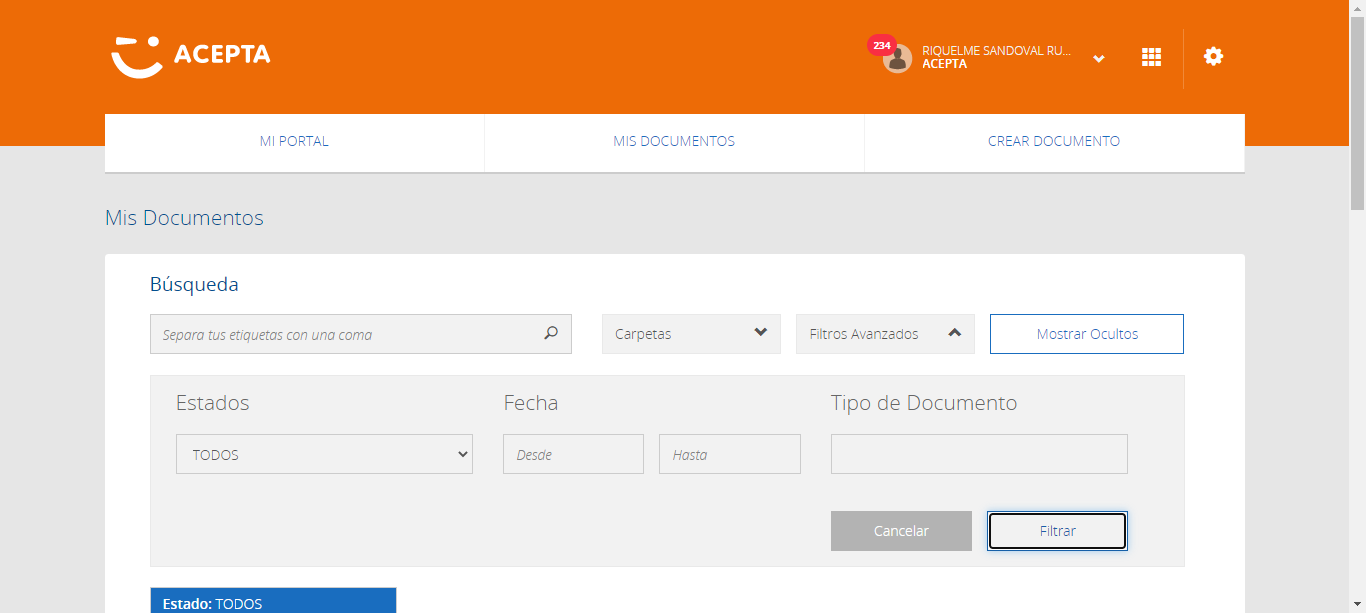 ACEPTA
234
RIQUELME SANDOVAL RU...
ACEPTA
MI PORTAL
MIS DOCUMENTOS
CREAR DOCUMENTO
Mis Documentos
Búsqueda
Separa tus etiquetas con una coma
Carpetas
Filtros Avanzados
Mostrar Ocultos
Estados
Fecha
Tipo de Documento
TODOS
Desde
Hasta
Cancelar
Filtrar
Estado: TODOS